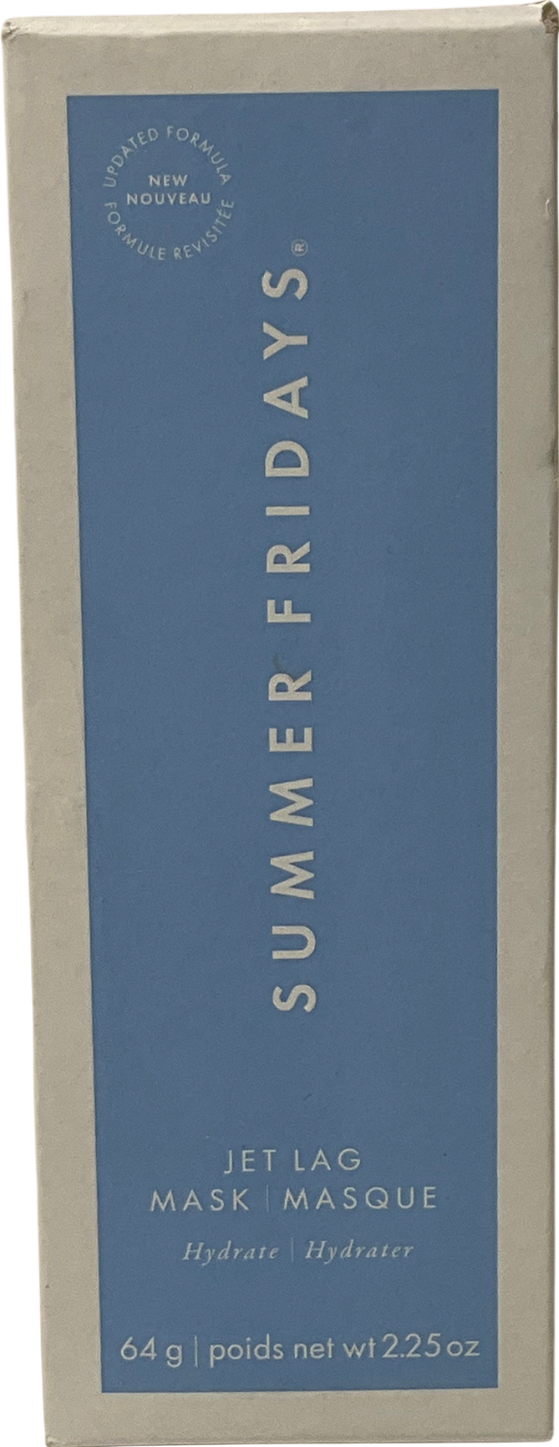 UPDATED FORMULA
NEW
NOUVEAU
FORMULE REVISITÉE
SUMMER FRIDAYS®
JET LAG
MASK | MASQUE
Hydrate | Hydrater
64 g | poids net wt 2.25 oz